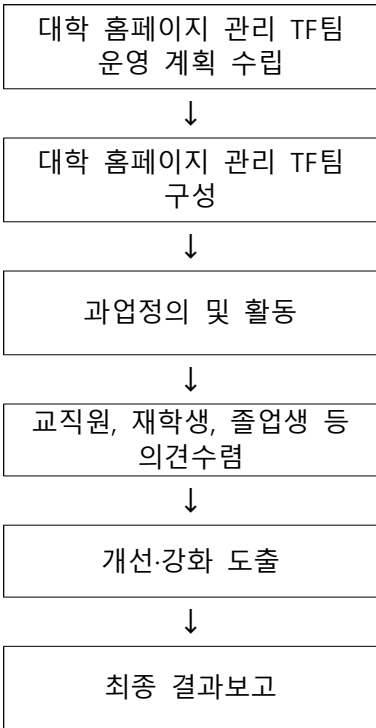 대학 홈페이지 관리 TF팀
운영 계획 수립
↓
대학 홈페이지 관리 TF팀
구성
↓
과업정의 및 활동
↓
교직원, 재학생, 졸업생 등
의견수렴
↓
개선·강화 도출
↓
최종 결과보고